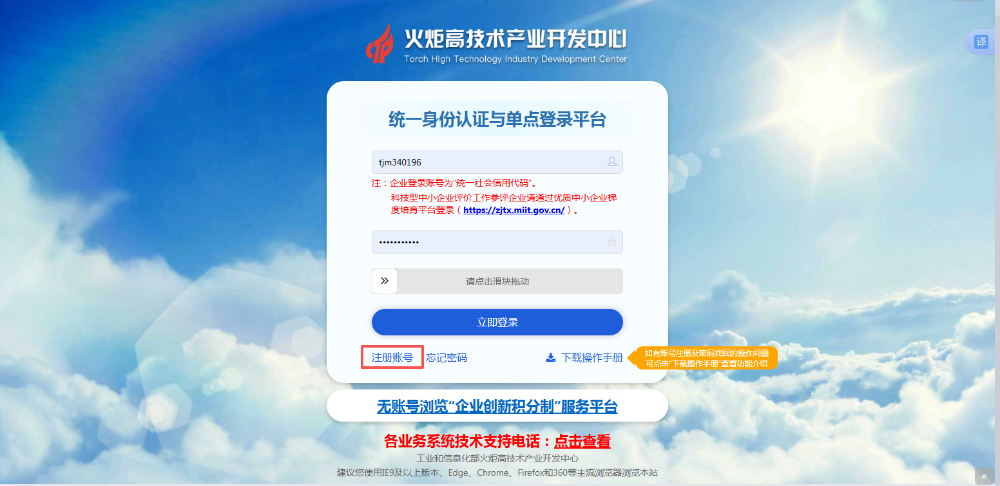 火炬高技术产业开发中心
Torch High Technology Industry Development Center
译
统一身份认证与单点登录平台
tjm340196
注：企业登录账号为“统一社会信用代码”。
科技型中小企业评价工作参评企业请通过优质中小企业梯
度培育平台登录（https://zjtx.miit.gov.cn/）。
•••••••••••
请点击滑块拖动
立即登录
注册账号 忘记密码 下载操作手册
如有账号注册及密码找回的操作问题
可点击“下载操作手册”查看功能介绍
无账号浏览“企业创新积分制”服务平台
各业务系统技术支持电话：点击查看
工业和信息化部火炬高技术产业开发中心
建议您使用IE9及以上版本、Edge、Chrome、Firefox和360等主流浏览器浏览本站